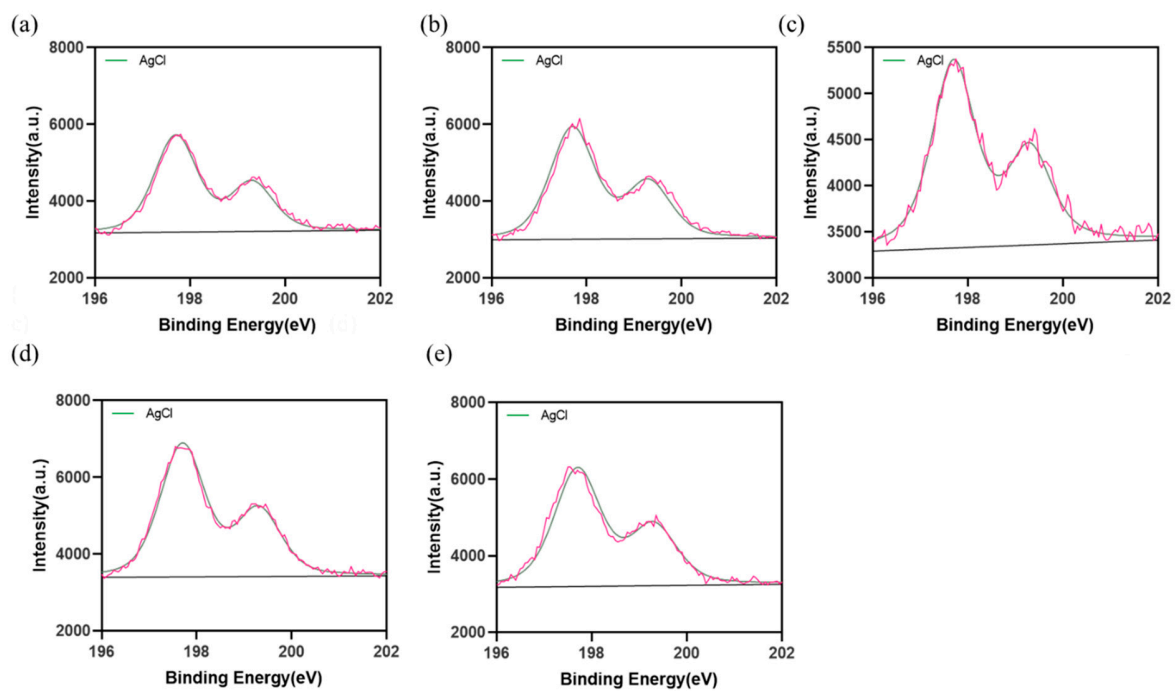 (a)
(b)
(c)
8000
6000
4000
2000
AgCl
Intensity(a.u.)
196 198 200 202
Binding Energy(eV)
8000
6000
4000
2000
AgCl
Intensity(a.u.)
196 198 200 202
Binding Energy(eV)
5500
5000
4500
4000
3500
3000
AgCl
Intensity(a.u.)
196 198 200 202
Binding Energy(eV)
(d)
(e)
8000
6000
4000
2000
AgCl
Intensity(a.u.)
196 198 200 202
Binding Energy(eV)
8000
6000
4000
2000
AgCl
Intensity(a.u.)
196 198 200 202
Binding Energy(eV)